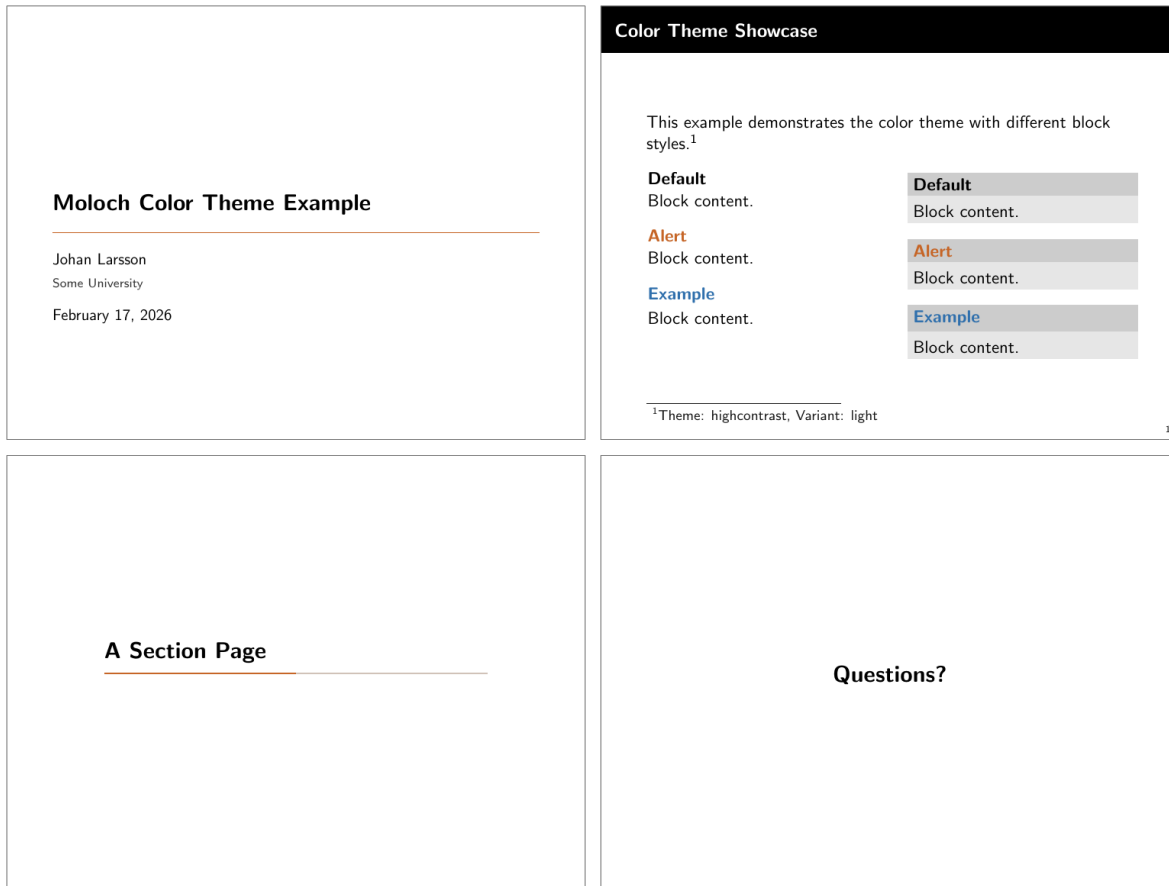 Moloch Color Theme Example
Johan Larsson
Some University
February 17, 2026
Color Theme Showcase
This example demonstrates the color theme with different block
styles.¹
Default
Block content.
Alert
Block content.
Example
Block content.
Default
Block content.
Alert
Block content.
Example
Block content.
¹Theme: highcontrast, Variant: light
1
A Section Page
Questions?